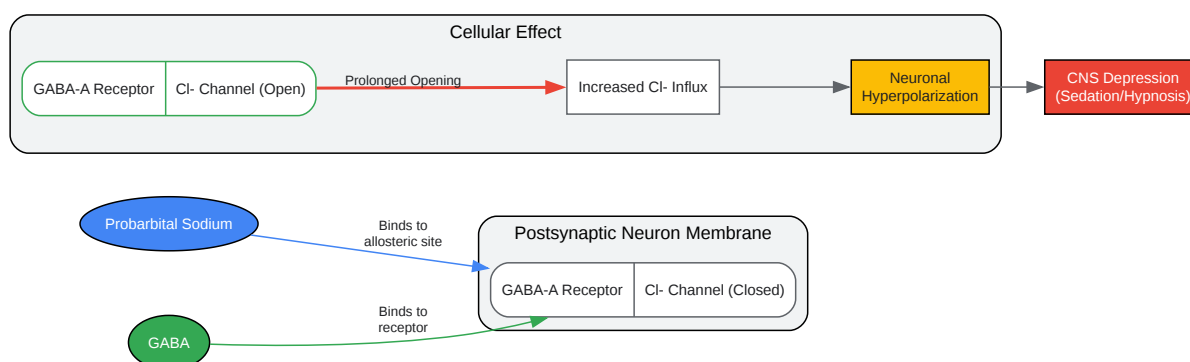 Cellular Effect
GABA-A Receptor
Cl- Channel (Open)
Prolonged Opening
Increased Cl- Influx
Neuronal
Hyperpolarization
CNS Depression
(Sedation/Hypnosis)
Probarbital Sodium
Binds to
allosteric site
Postsynaptic Neuron Membrane
GABA-A Receptor
Cl- Channel (Closed)
Binds to
receptor
GABA